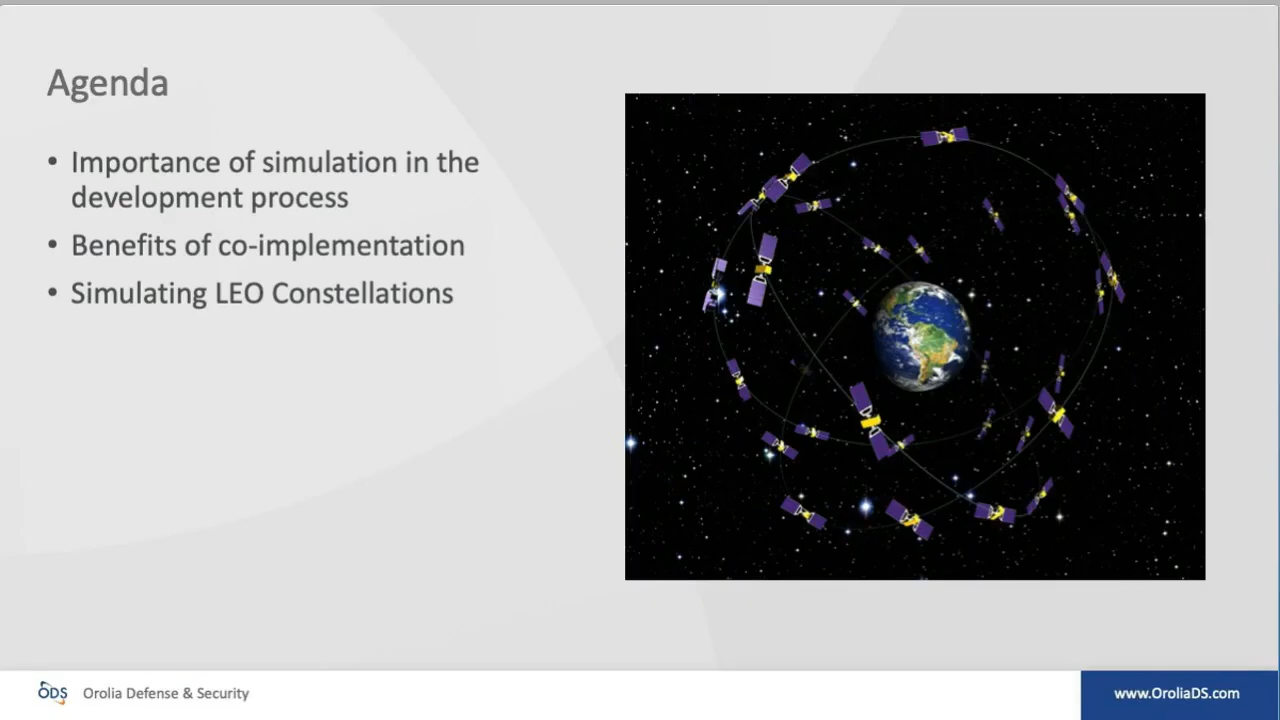 Agenda
• Importance of simulation in the
development process
• Benefits of co-implementation
• Simulating LEO Constellations
ODS Orolia Defense & Security
www.OroliaDS.com